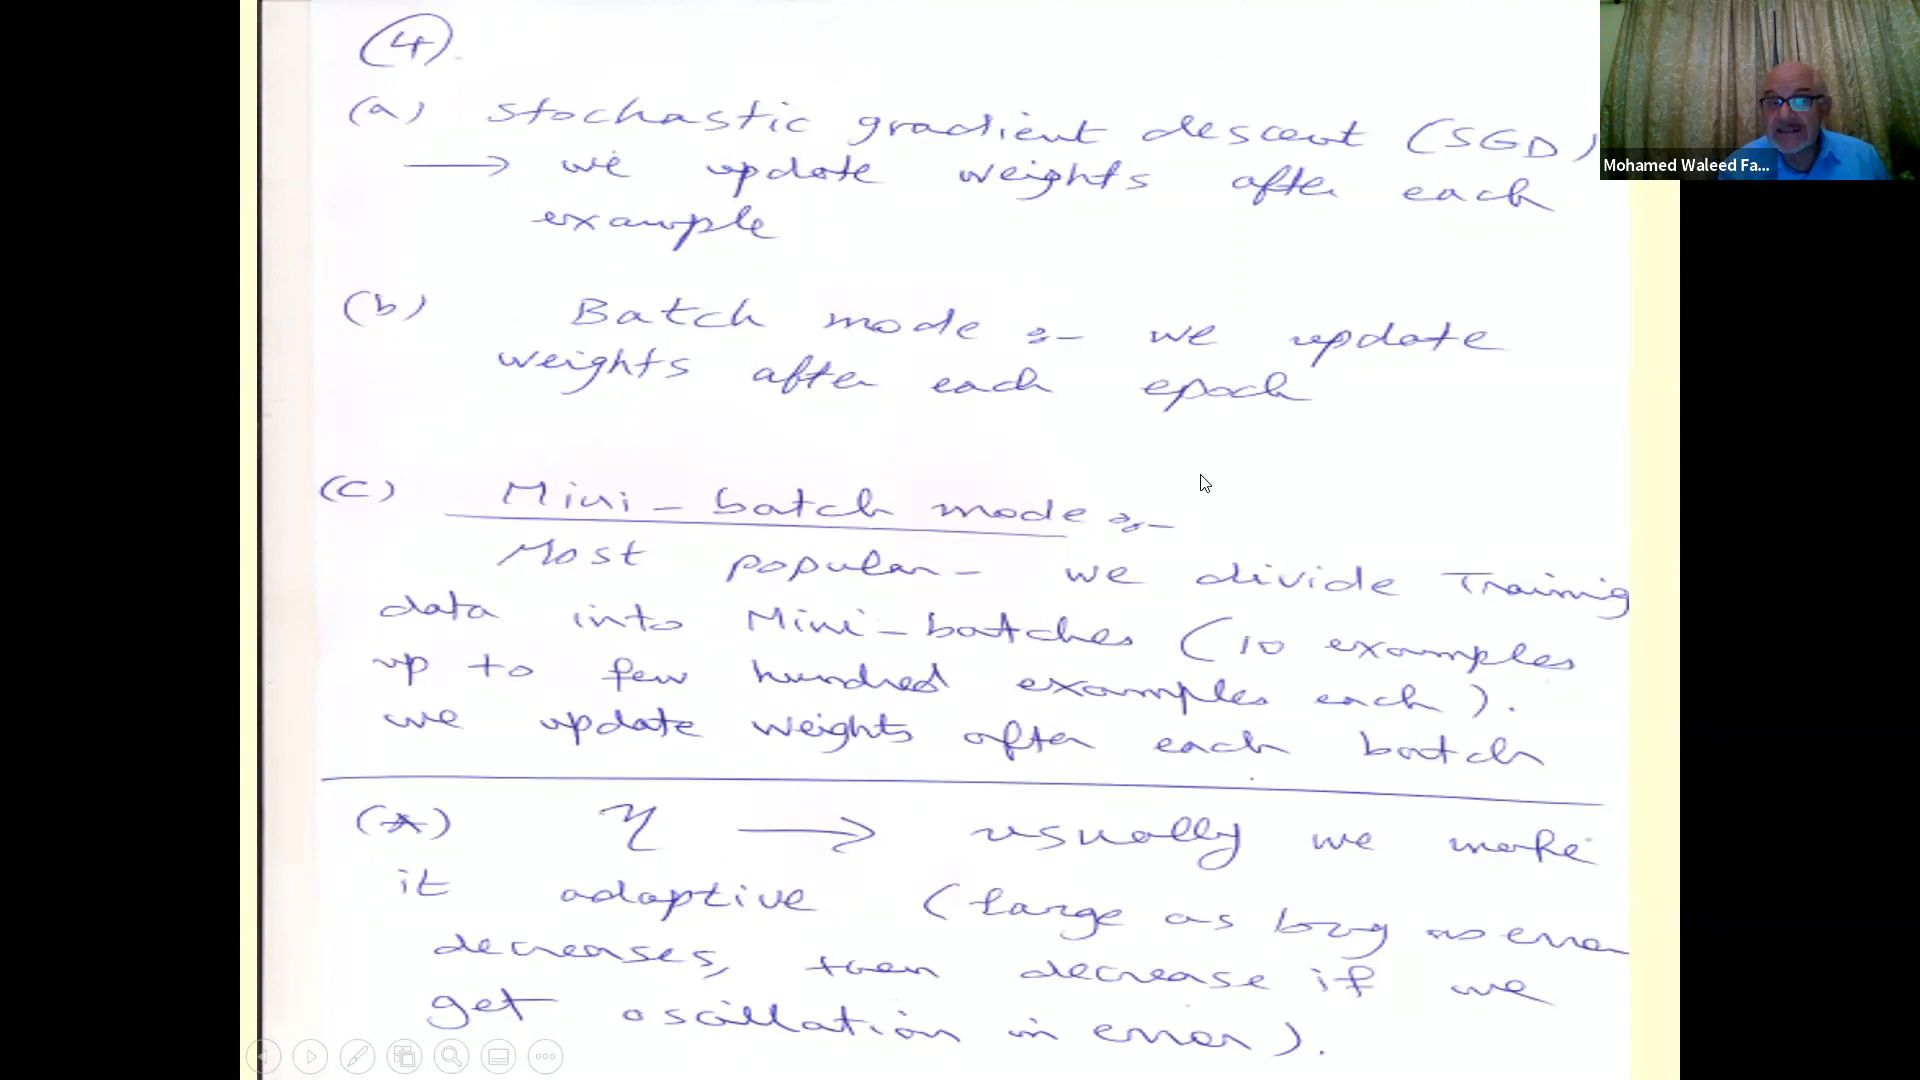 (4)
(a) stochastic gradient descent (SGD)
→ we update weights after each
example
(b) Batch mode :- we update
weights after each epoch
(c) Mini-batch mode :-
Most popular - we divide Training
data into Mini-batches (10 examples
up to few hundred examples each).
we update weights after each batch
(*) η → usually we make
it adaptive (large as long as error
decreases, then decrease if we
get oscillation in error).
Mohamed Waleed Fa...